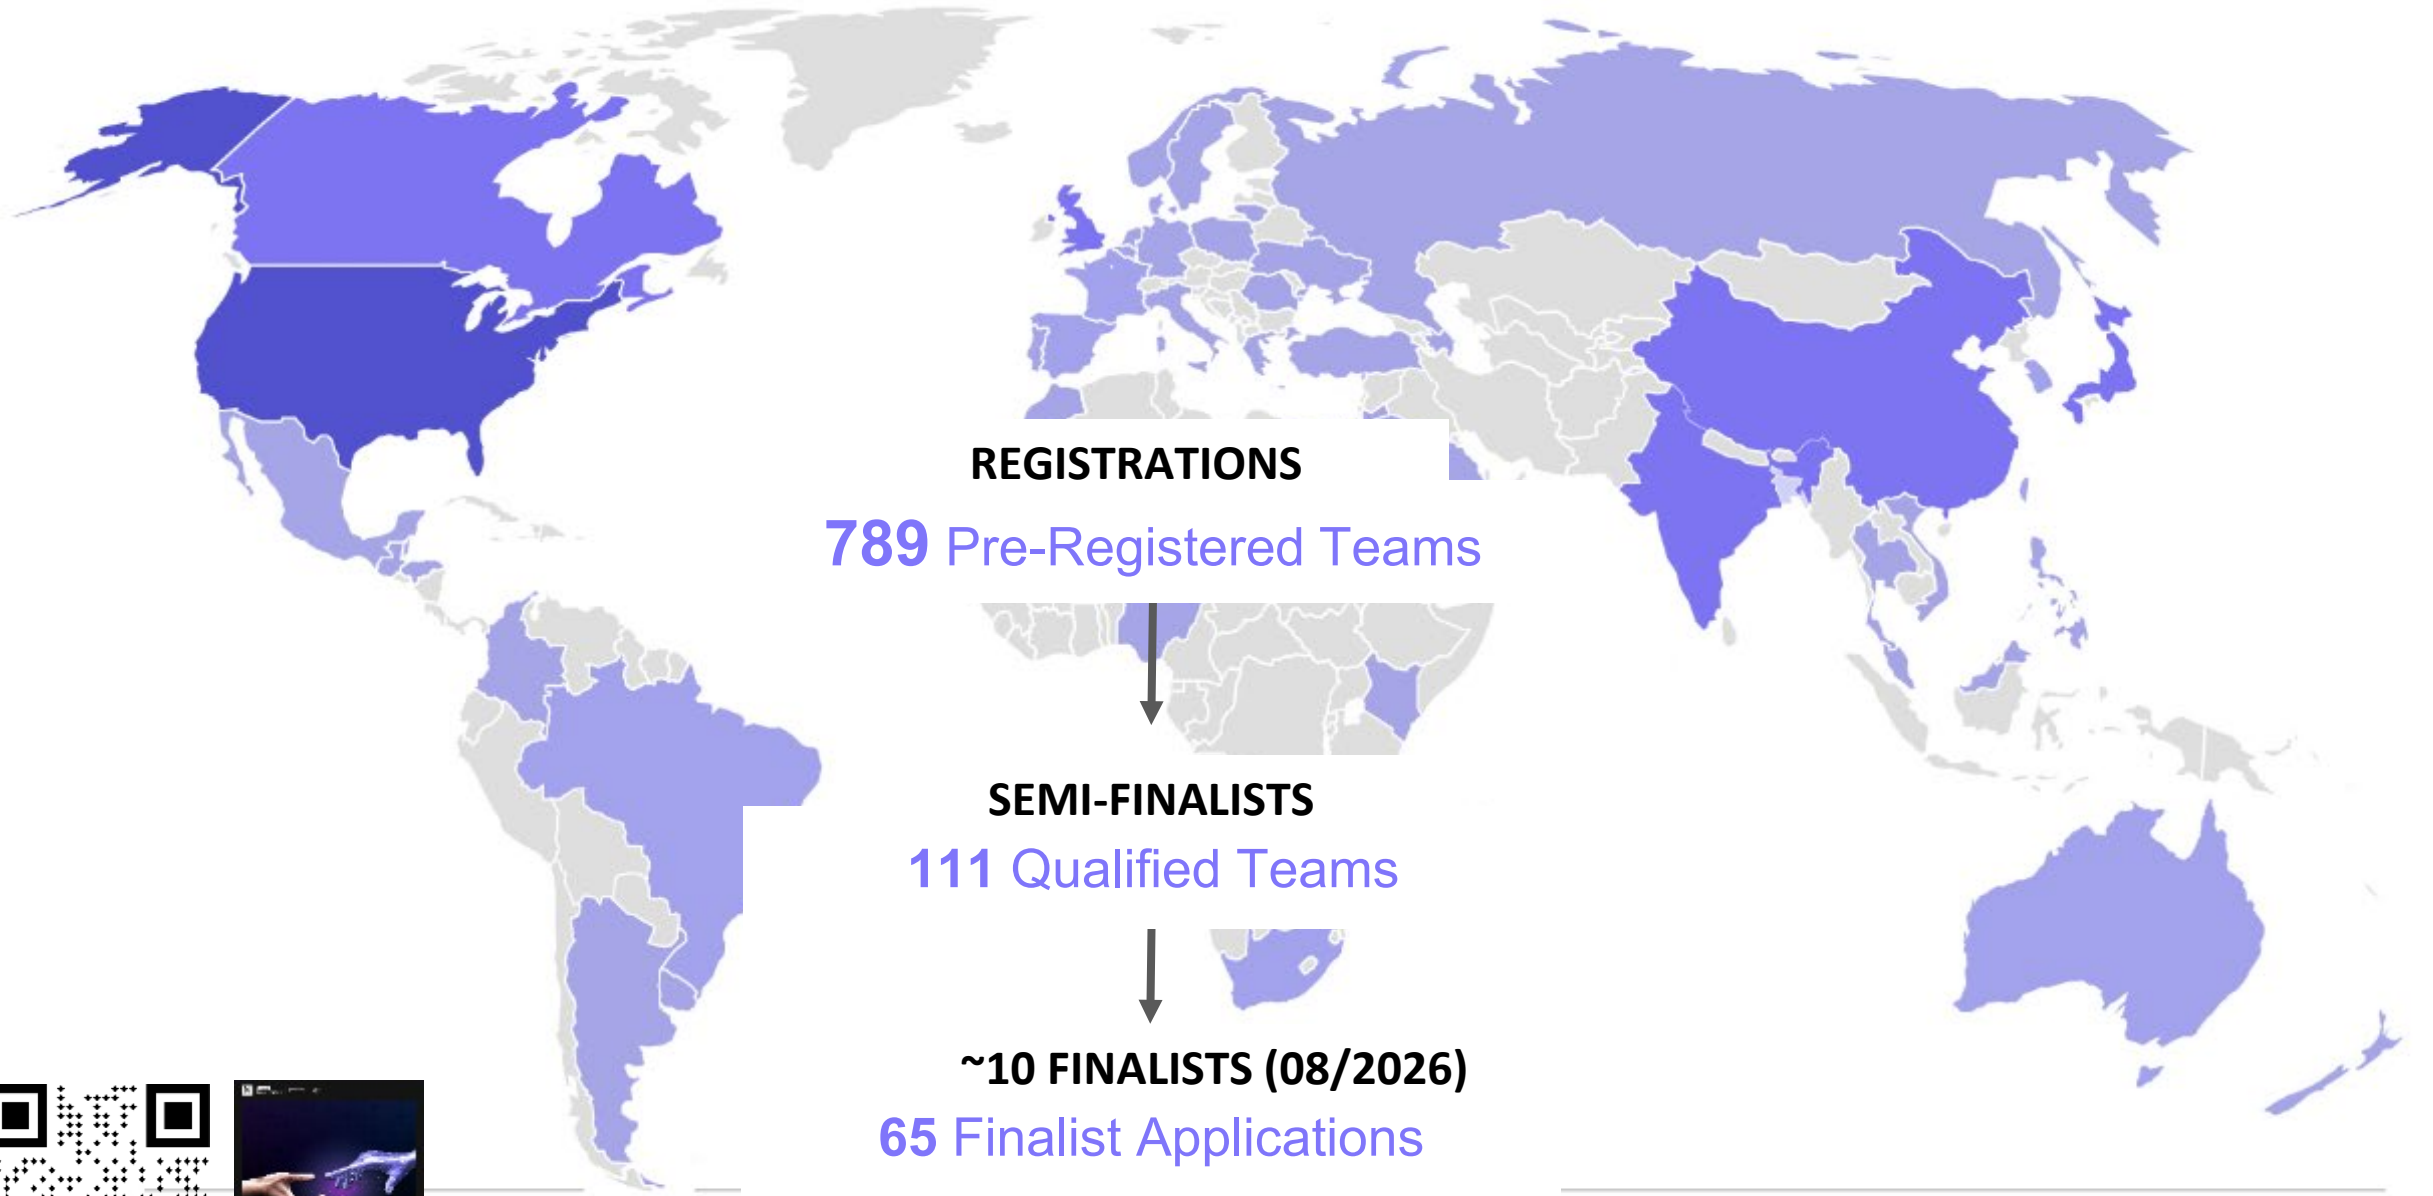 REGISTRATIONS
789 Pre-Registered Teams
SEMI-FINALISTS
111 Qualified Teams
~10 FINALISTS (08/2026)
65 Finalist Applications